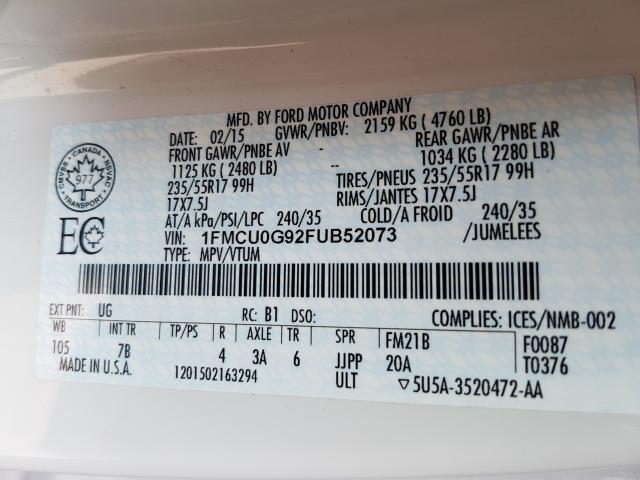 MFD. BY FORD MOTOR COMPANY
DATE: 02/15 GVWR/PNBV: 2159 KG ( 4760 LB)
FRONT GAWR/PNBE AV -- REAR GAWR/PNBE AR
1125 KG ( 2480 LB) 1034 KG ( 2280 LB)
235/55R17 99H TIRES/PNEUS 235/55R17 99H
17X7.5J RIMS/JANTES 17X7.5J
AT/A kPa/PSI/LPC 240/35 COLD/A FROID 240/35
VIN: 1FMCU0G92FUB52073 /JUMELEES
TYPE: MPV/VTUM
CANADA
CMVSS NSVAC
977
TRANSPORT
EC
EXT PNT: UG RC: B1 DSO: COMPLIES: ICES/NMB-002
WB INT TR TP/PS R AXLE TR SPR FM21B F0087
105 7B 4 3A 6 JJPP 20A T0376
MADE IN U.S.A. 1201502163294 ULT ▽5U5A-3520472-AA